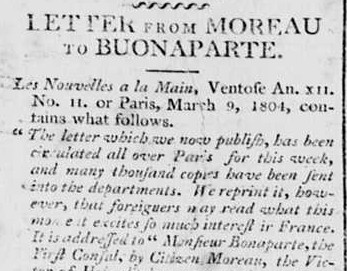 LETTER FROM MOREAU
TO BUONAPARTE.
Les Nouvelles a la Main, Ventose An. XII.
No. II. or Paris, March 9, 1804, con-
tains what follows.
"The letter which we now publish, has been
circulated all over Paris for this week,
and many thousand copies have been sent
into the departments. We reprint it, how-
ever, that foreigners may read what this
moment excites so much interest in France.
It is addressed to "Monsieur Bonaparte, the
First Consul, by Citizen Moreau, the Vic-